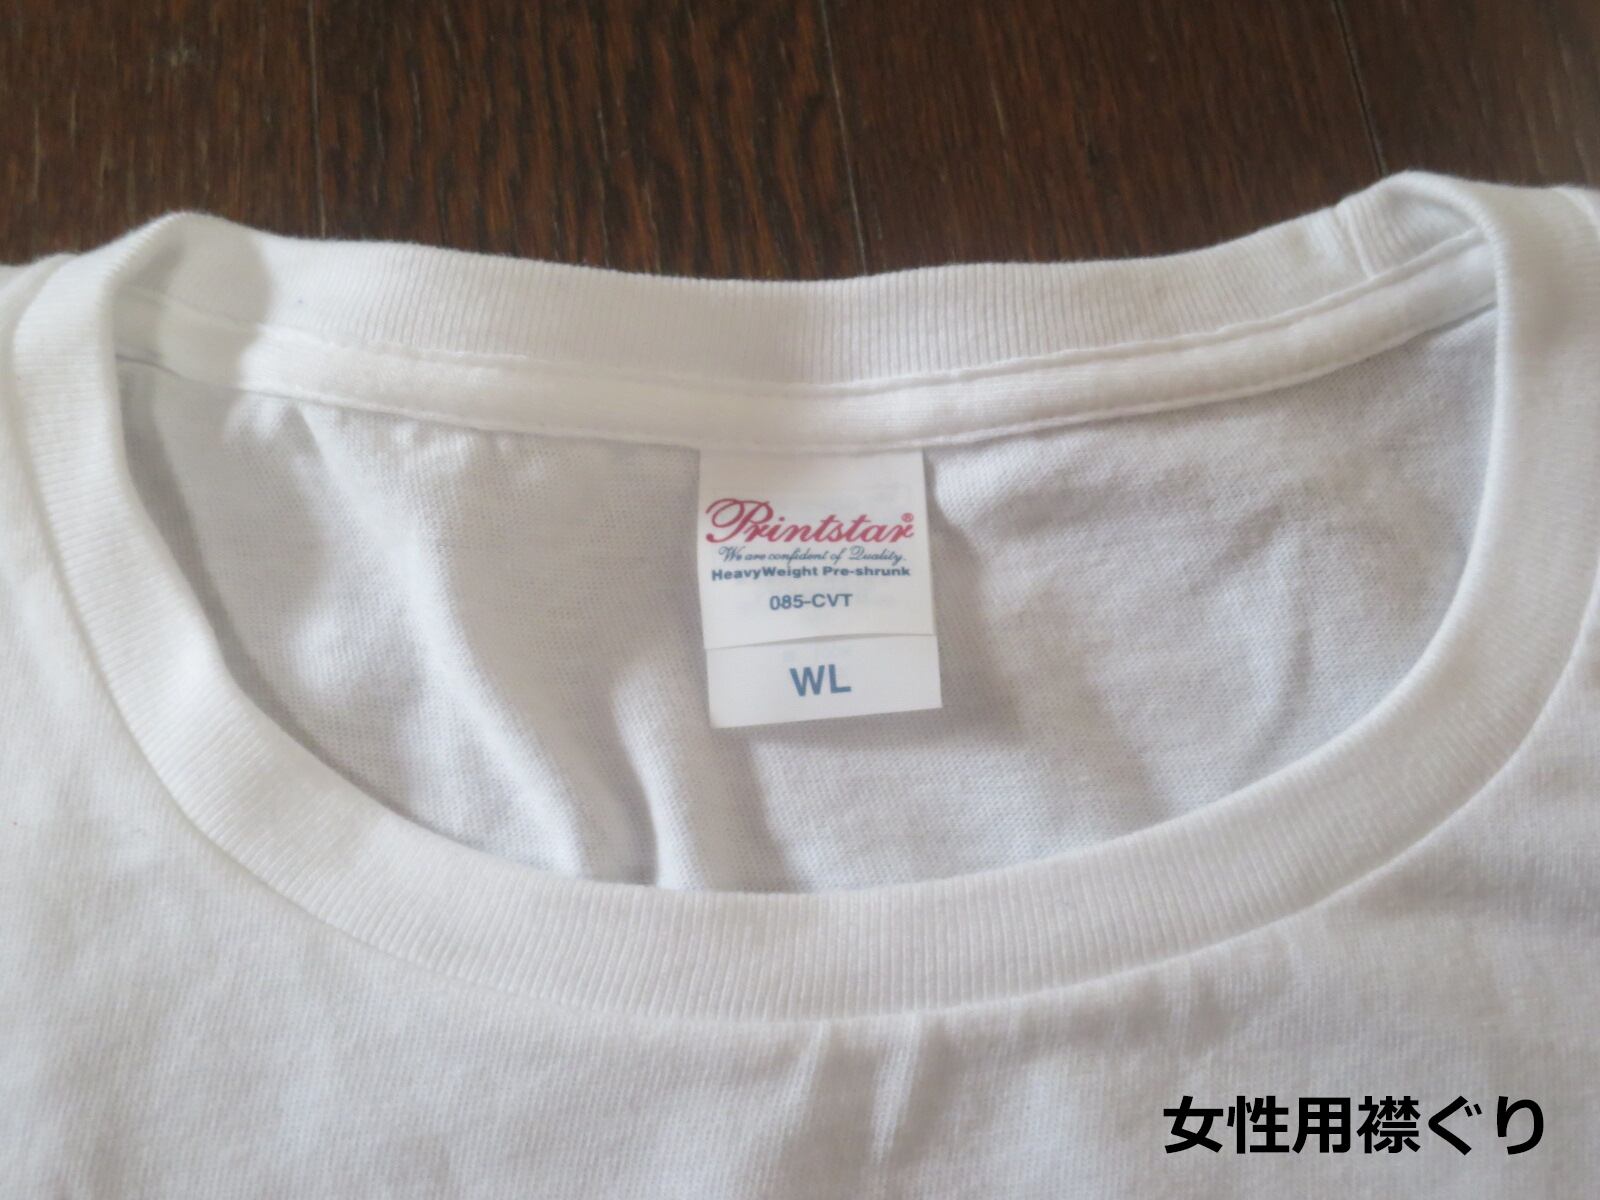 Printstar®
We are confident of Quality.
HeavyWeight Pre-shrunk
085-CVT
WL
女性用襟ぐり